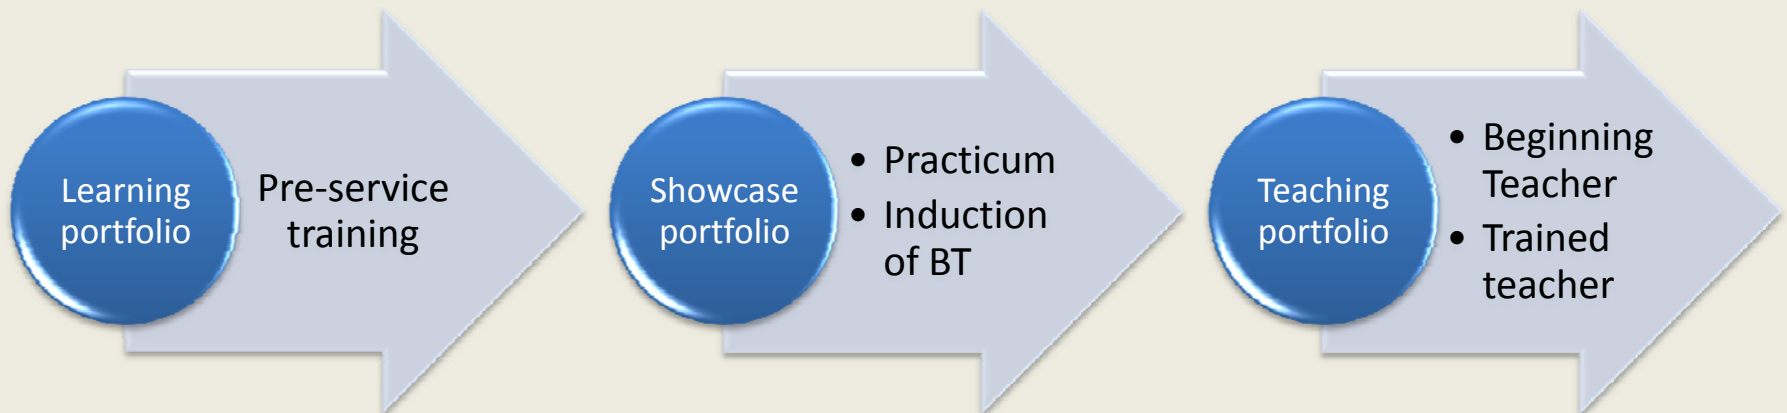 Learning
portfolio
Pre-service
training
Showcase
portfolio
• Practicum
• Induction
of BT
Teaching
portfolio
• Beginning
Teacher
• Trained
teacher